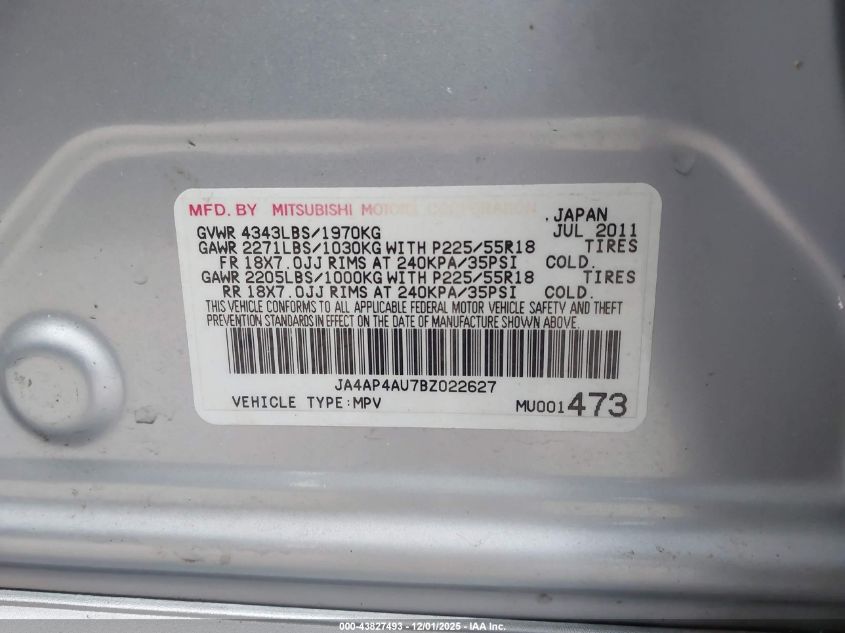 MFD. BY MITSUBISHI MOTORS CORPORATION . JAPAN
GVWR 4343LBS/1970KG JUL 2011
GAWR 2271LBS/1030KG WITH P225/55R18 TIRES
FR 18X7.0JJ RIMS AT 240KPA/35PSI COLD.
GAWR 2205LBS/1000KG WITH P225/55R18 TIRES
RR 18X7.0JJ RIMS AT 240KPA/35PSI COLD.
THIS VEHICLE CONFORMS TO ALL APPLICABLE FEDERAL MOTOR VEHICLE SAFETY AND THEFT
PREVENTION STANDARDS IN EFFECT ON THE DATE OF MANUFACTURE SHOWN ABOVE.
JA4AP4AU7BZ022627
VEHICLE TYPE:MPV MU001473
000-43827493 - 12/01/2025 - IAA Inc.